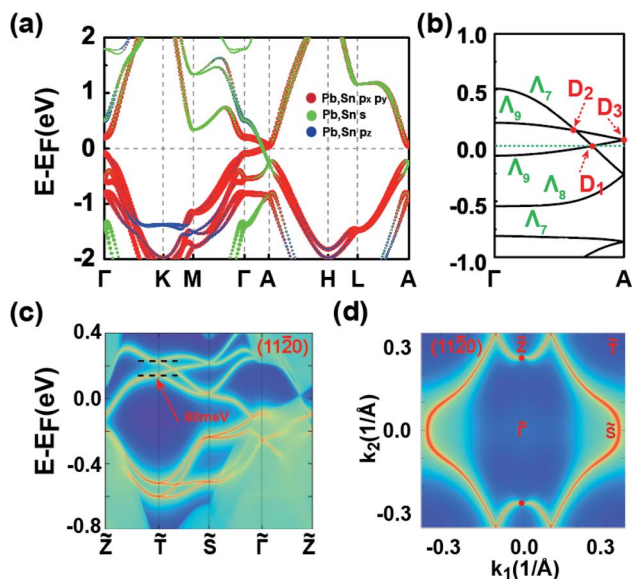 (a)
E-EF(eV)
2
1
0
-1
-2
Pb,Sn px py
Pb,Sn s
Pb,Sn pz
Γ K M Γ A H L A
(b)
1.0
0.5
0.0
-0.5
-1.0
Λ7
Λ9
Λ9
Λ8
Λ7
D2
D3
D1
Γ A
(c)
E-EF(eV)
0.4
0.0
-0.4
-0.8
(112̄0)
Z̃ T̃ S̃ Γ̃ Z̃
(d)
k2(1/Å)
0.3
0.0
-0.3
(112̄0)
Z̃
T̃
Γ̃
S̃
-0.3 0.0 0.3
k1(1/Å)